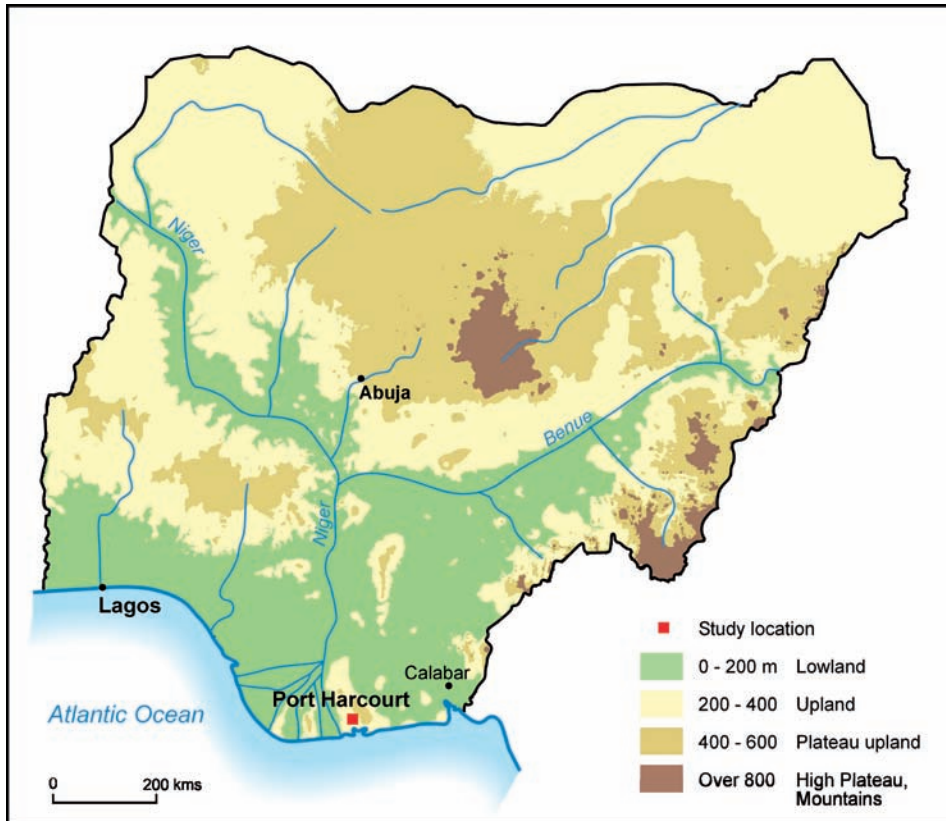 Niger
Abuja
Benue
Niger
Lagos
Calabar
Port Harcourt
Atlantic Ocean
0 200 kms
Study location
0 - 200 m Lowland
200 - 400 Upland
400 - 600 Plateau upland
Over 800 High Plateau,
Mountains